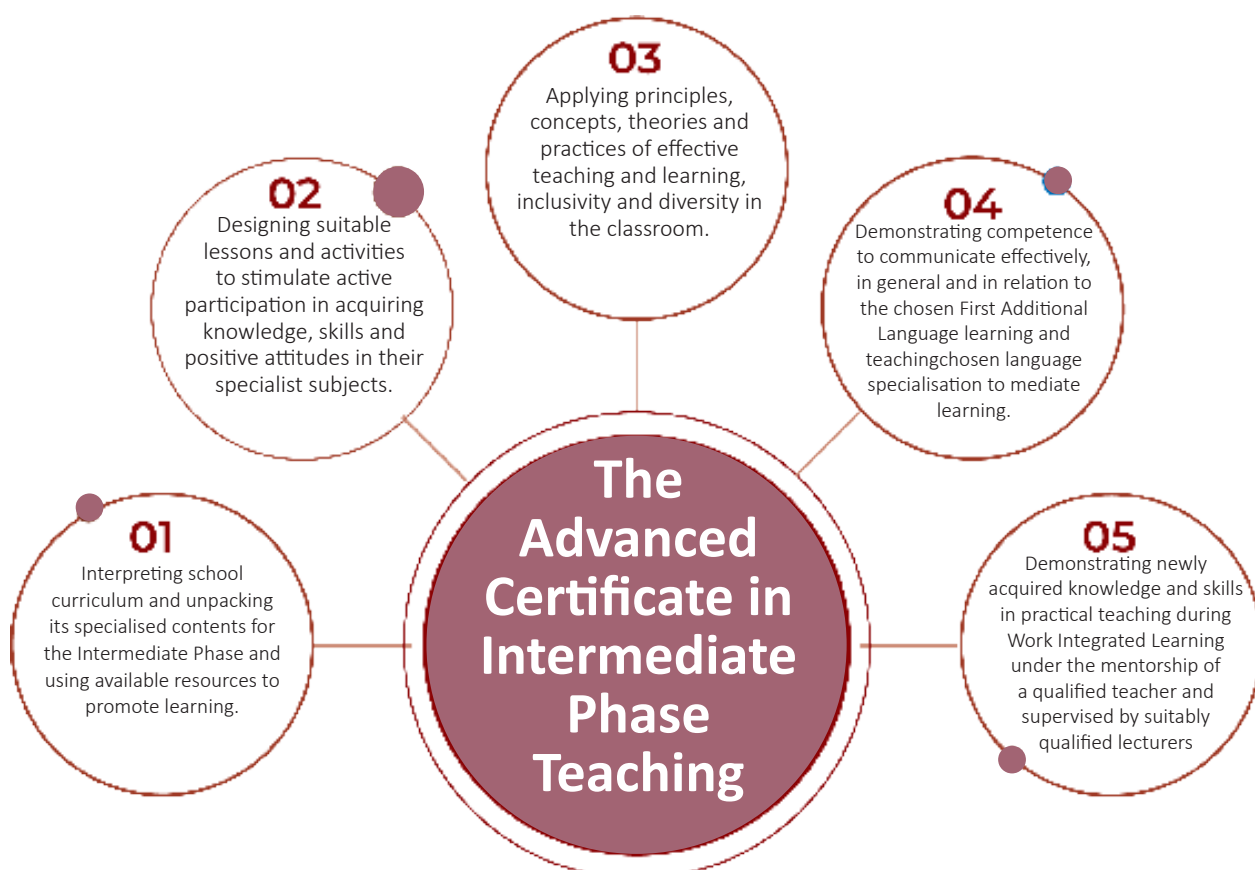 03
Applying principles,
concepts, theories and
practices of effective
teaching and learning,
inclusivity and diversity in
the classroom.
02
Designing suitable
lessons and activities
to stimulate active
participation in acquiring
knowledge, skills and
positive attitudes in their
specialist subjects.
04
Demonstrating competence
to communicate effectively,
in general and in relation to
the chosen First Additional
Language learning and
teachingchosen language
specialisation to mediate
learning.
01
Interpreting school
curriculum and unpacking
its specialised contents for
the Intermediate Phase and
using available resources to
promote learning.
The
Advanced
Certificate in
Intermediate
Phase
Teaching
05
Demonstrating newly
acquired knowledge and skills
in practical teaching during
Work Integrated Learning
under the mentorship of
a qualified teacher and
supervised by suitably
qualified lecturers